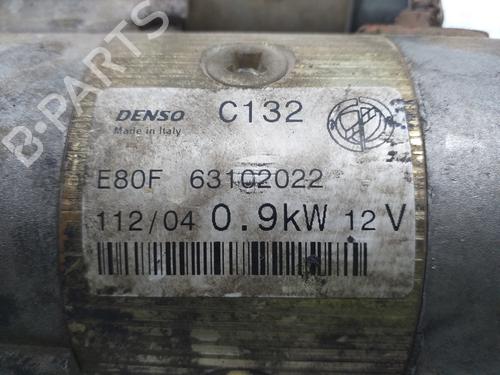 B-PARTS
DENSO C132
Made in Italy
E80F 63102022
112/04 0.9kW 12V